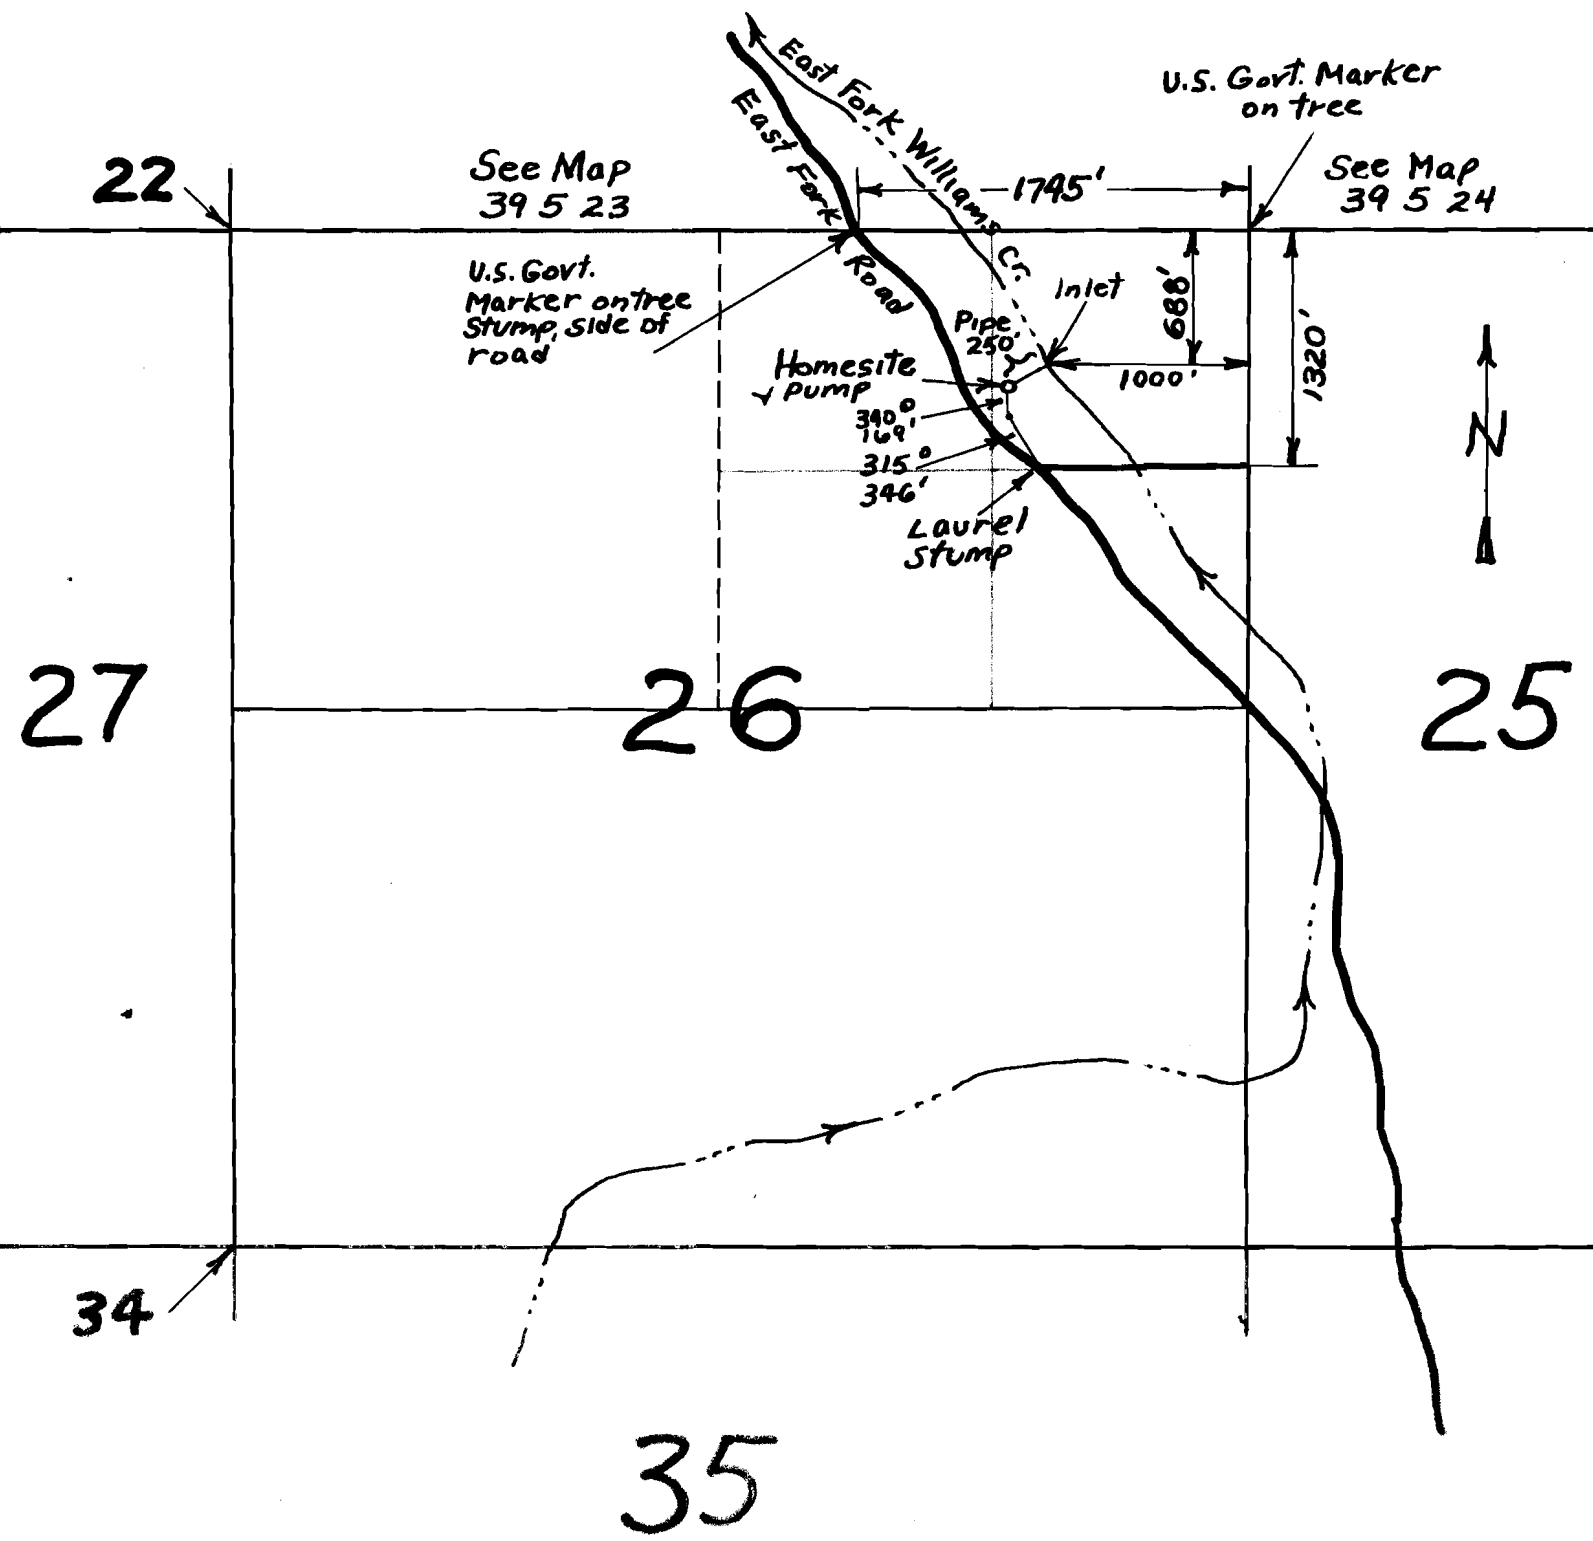 East Fork Williams Cr.
East Fork Road
U.S. Govt. Marker
on tree
22
See Map
39 5 23
1745'
See Map
39 5 24
U.S. Govt.
Marker on tree
Stump, side of
road
Inlet
688'
1320'
Pipe
250'
Homesite
& Pump
1000'
340°
169'
315°
346'
N
Laurel
Stump
27
26
25
34
35